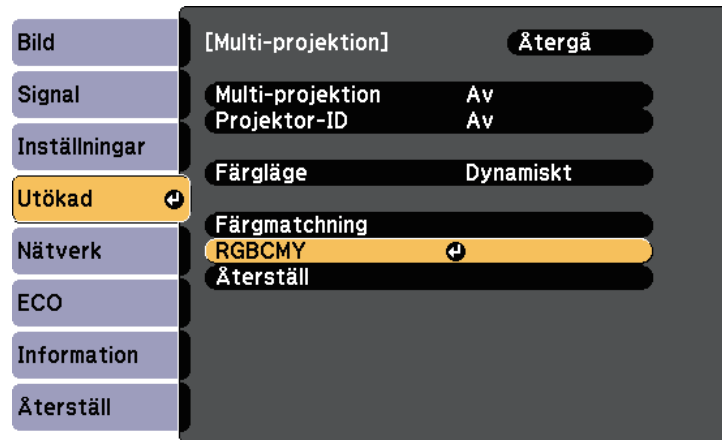 Bild
Signal
Inställningar
Utökad
Nätverk
ECO
Information
Återställ
[Multi-projektion] Återgå
Multi-projektion Av
Projektor-ID Av
Färgläge Dynamiskt
Färgmatchning
RGBCMY
Återställ